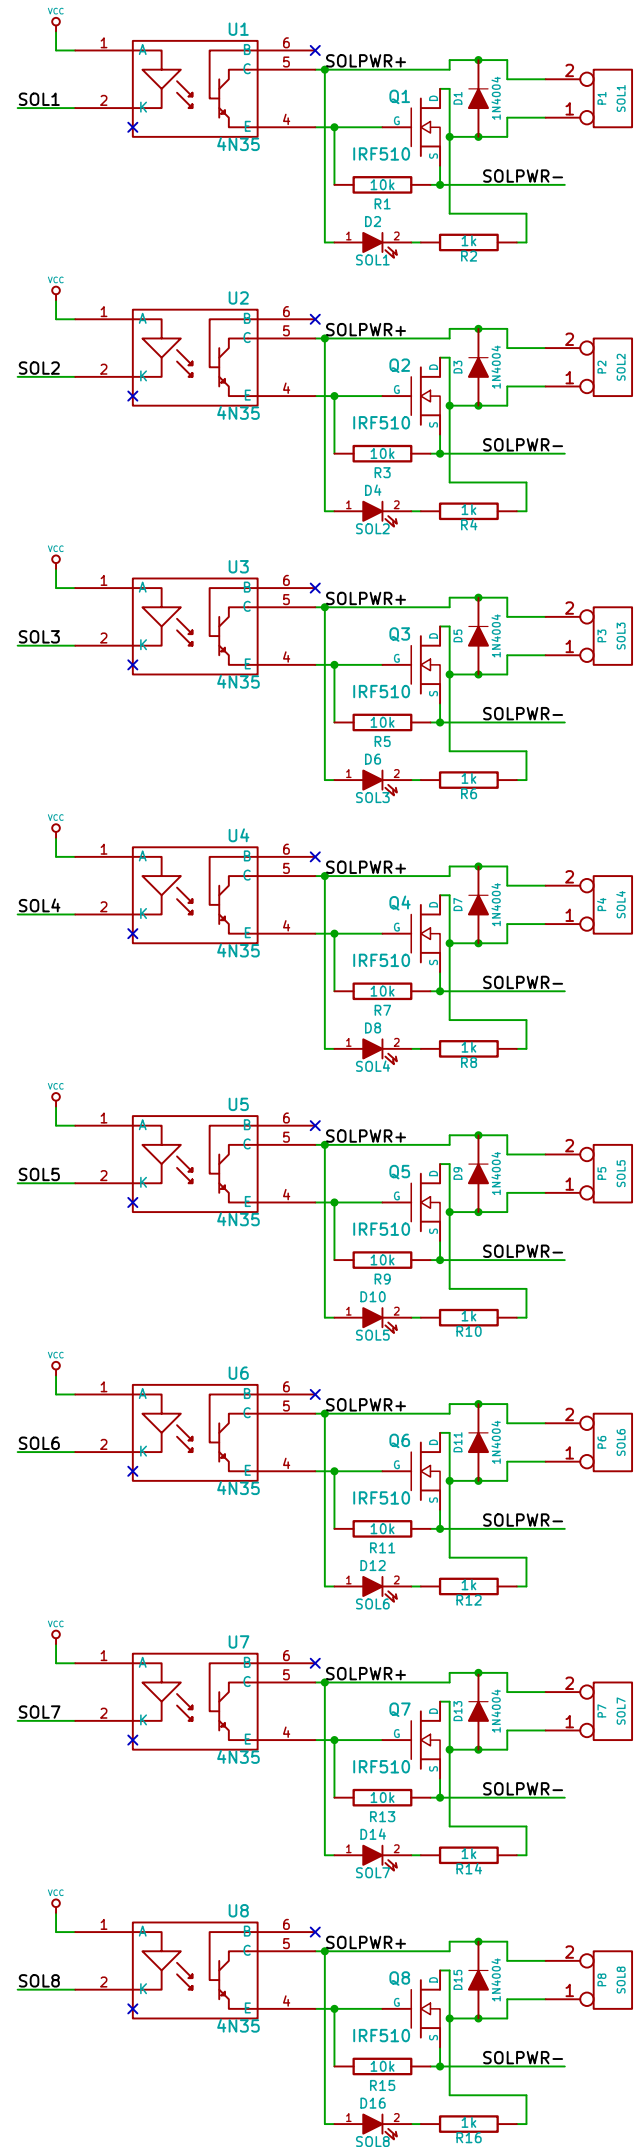 VCC
U1
1 A B 6
SOLPWR+
C 5
SOL1
2 K
Q1 D D1 1N4004
2 P1 SOL1
1
E 4 G
4N35
IRF510 S
10k SOLPWR-
R1
D2
1 2 1k
SOL1 R2
VCC
U2
1 A B 6
SOLPWR+
C 5
SOL2
2 K
Q2 D D3 1N4004
2 P2 SOL2
1
E 4 G
4N35
IRF510 S
10k SOLPWR-
R3
D4
1 2 1k
SOL2 R4
VCC
U3
1 A B 6
SOLPWR+
C 5
SOL3
2 K
Q3 D D5 1N4004
2 P3 SOL3
1
E 4 G
4N35
IRF510 S
10k SOLPWR-
R5
D6
1 2 1k
SOL3 R6
VCC
U4
1 A B 6
SOLPWR+
C 5
SOL4
2 K
Q4 D D7 1N4004
2 P4 SOL4
1
E 4 G
4N35
IRF510 S
10k SOLPWR-
R7
D8
1 2 1k
SOL4 R8
VCC
U5
1 A B 6
SOLPWR+
C 5
SOL5
2 K
Q5 D D9 1N4004
2 P5 SOL5
1
E 4 G
4N35
IRF510 S
10k SOLPWR-
R9
D10
1 2 1k
SOL5 R10
VCC
U6
1 A B 6
SOLPWR+
C 5
SOL6
2 K
Q6 D D11 1N4004
2 P6 SOL6
1
E 4 G
4N35
IRF510 S
10k SOLPWR-
R11
D12
1 2 1k
SOL6 R12
VCC
U7
1 A B 6
SOLPWR+
C 5
SOL7
2 K
Q7 D D13 1N4004
2 P7 SOL7
1
E 4 G
4N35
IRF510 S
10k SOLPWR-
R13
D14
1 2 1k
SOL7 R14
VCC
U8
1 A B 6
SOLPWR+
C 5
SOL8
2 K
Q8 D D15 1N4004
2 P8 SOL8
1
E 4 G
4N35
IRF510 S
10k SOLPWR-
R15
D16
1 2 1k
SOL8 R16